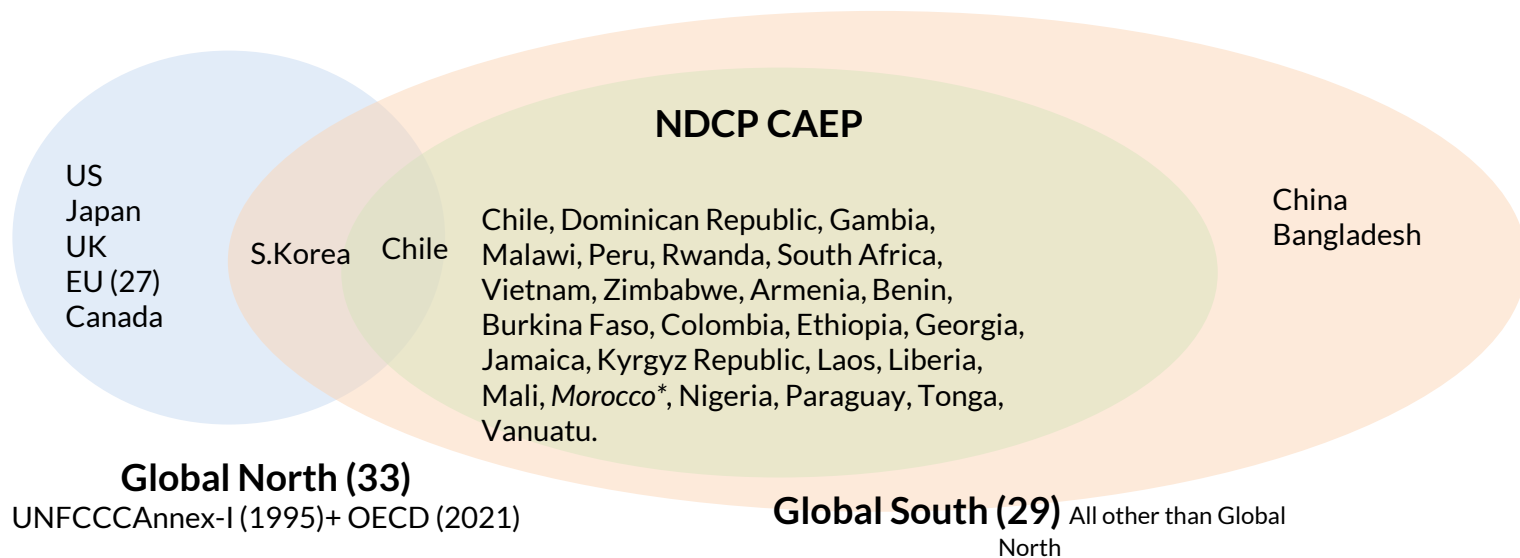 NDCP CAEP
US
Japan
UK
EU (27)
Canada
S.Korea
Chile
Chile, Dominican Republic, Gambia,
Malawi, Peru, Rwanda, South Africa,
Vietnam, Zimbabwe, Armenia, Benin,
Burkina Faso, Colombia, Ethiopia, Georgia,
Jamaica, Kyrgyz Republic, Laos, Liberia,
Mali, Morocco*, Nigeria, Paraguay, Tonga,
Vanuatu.
China
Bangladesh
Global North (33)
UNFCCCAnnex-I (1995)+ OECD (2021)
Global South (29) All other than Global
North